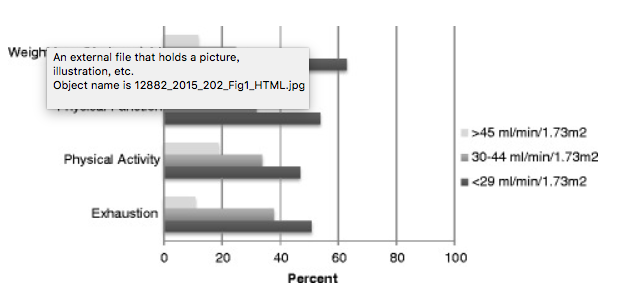 Weigh
An external file that holds a picture,
illustration, etc.
Object name is 12882_2015_202_Fig1_HTML.jpg
Physical Function
>45 ml/min/1.73m2
30-44 ml/min/1.73m2
<29 ml/min/1.73m2
Physical Activity
Exhaustion
0 20 40 60 80 100
Percent